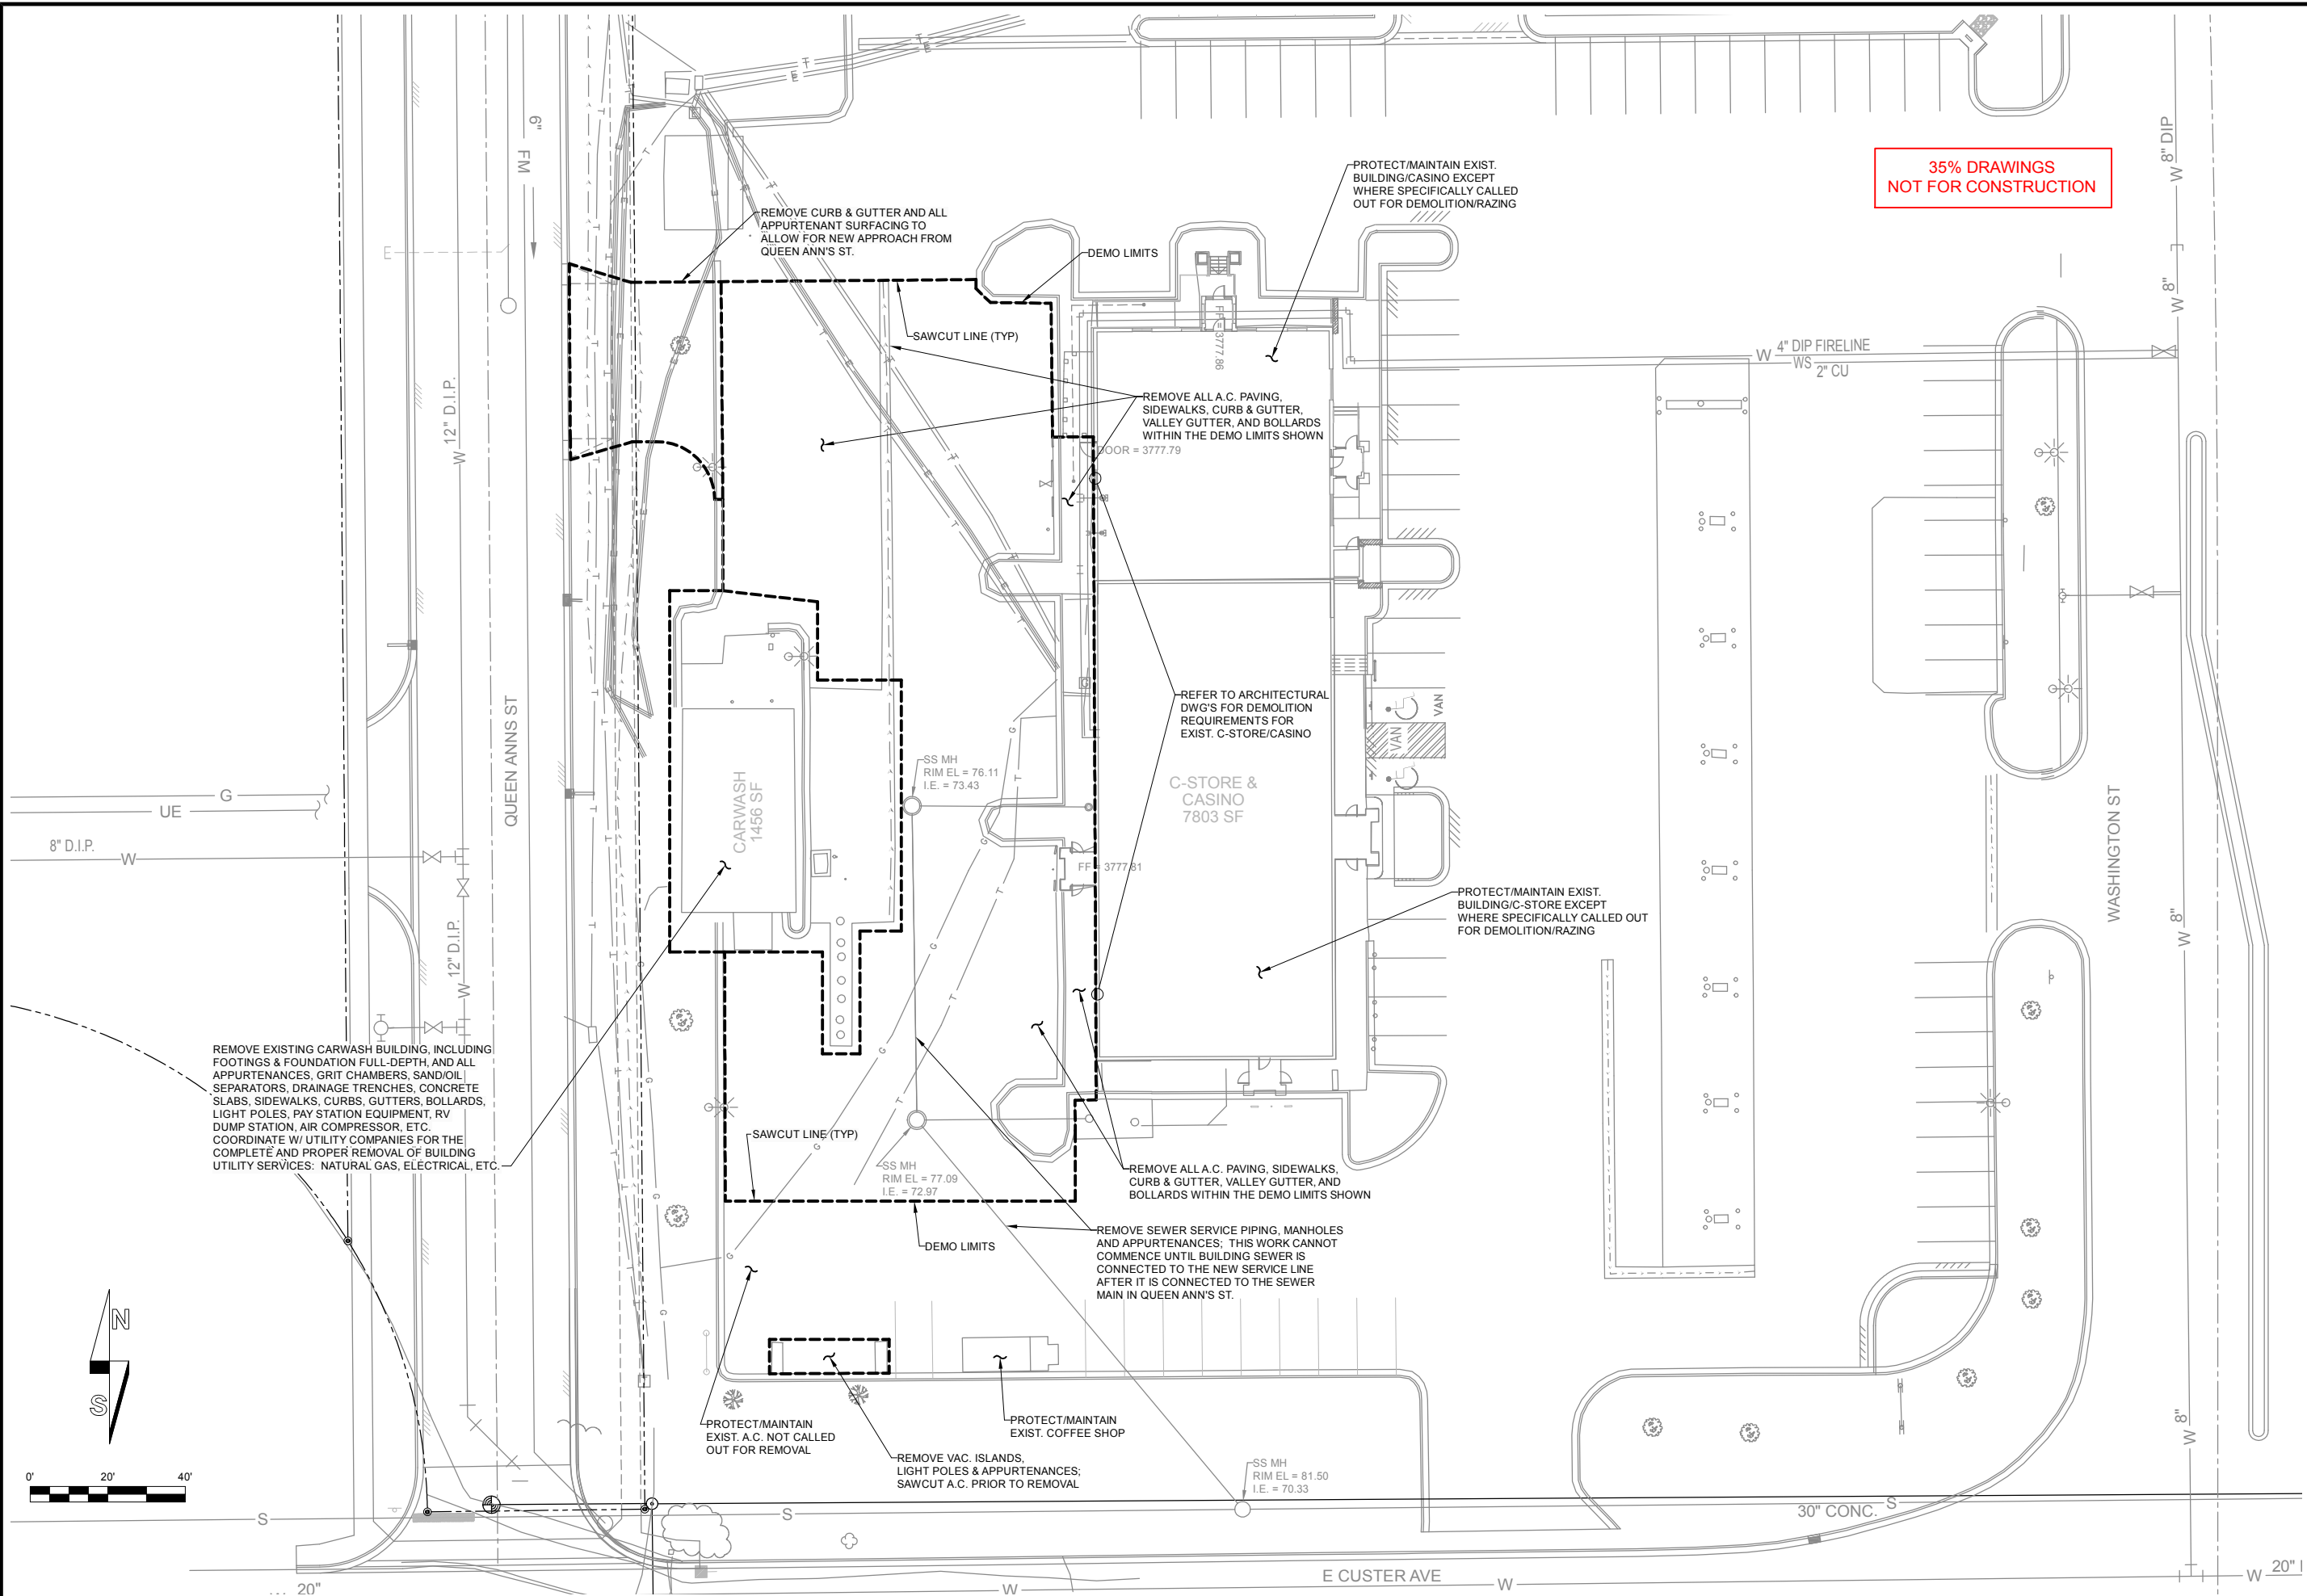 35% DRAWINGS
NOT FOR CONSTRUCTION
PROTECT/MAINTAIN EXIST.
BUILDING/CASINO EXCEPT
WHERE SPECIFICALLY CALLED
OUT FOR DEMOLITION/RAZING
REMOVE CURB & GUTTER AND ALL
APPURTENANT SURFACING TO
ALLOW FOR NEW APPROACH FROM
QUEEN ANN'S ST.
DEMO LIMITS
SAWCUT LINE (TYP)
REMOVE ALL A.C. PAVING,
SIDEWALKS, CURB & GUTTER,
VALLEY GUTTER, AND BOLLARDS
WITHIN THE DEMO LIMITS SHOWN
DOOR = 3777.79
FF = 3777.86
6" FM
12" D.I.P.
W
W 4" DIP FIRELINE
WS 2" CU
8" DIP
W
8"
W
REFER TO ARCHITECTURAL
DWG'S FOR DEMOLITION
REQUIREMENTS FOR
EXIST. C-STORE/CASINO
VAN
VAN
SS MH
RIM EL = 76.11
I.E. = 73.43
C-STORE &
CASINO
7803 SF
CARWASH
1456 SF
QUEEN ANNS ST
WASHINGTON ST
G
UE
8" D.I.P.
W
FF = 3777.81
12" D.I.P.
W
PROTECT/MAINTAIN EXIST.
BUILDING/C-STORE EXCEPT
WHERE SPECIFICALLY CALLED OUT
FOR DEMOLITION/RAZING
8"
W
REMOVE EXISTING CARWASH BUILDING, INCLUDING
FOOTINGS & FOUNDATION FULL-DEPTH, AND ALL
APPURTENANCES, GRIT CHAMBERS, SAND/OIL
SEPARATORS, DRAINAGE TRENCHES, CONCRETE
SLABS, SIDEWALKS, CURBS, GUTTERS, BOLLARDS,
LIGHT POLES, PAY STATION EQUIPMENT, RV
DUMP STATION, AIR COMPRESSOR, ETC.
COORDINATE W/ UTILITY COMPANIES FOR THE
COMPLETE AND PROPER REMOVAL OF BUILDING
UTILITY SERVICES: NATURAL GAS, ELECTRICAL, ETC.
SAWCUT LINE (TYP)
SS MH
RIM EL = 77.09
I.E. = 72.97
REMOVE ALL A.C. PAVING, SIDEWALKS,
CURB & GUTTER, VALLEY GUTTER, AND
BOLLARDS WITHIN THE DEMO LIMITS SHOWN
DEMO LIMITS
REMOVE SEWER SERVICE PIPING, MANHOLES
AND APPURTENANCES; THIS WORK CANNOT
COMMENCE UNTIL BUILDING SEWER IS
CONNECTED TO THE NEW SERVICE LINE
AFTER IT IS CONNECTED TO THE SEWER
MAIN IN QUEEN ANN'S ST.
N
S
0' 20' 40'
PROTECT/MAINTAIN
EXIST. A.C. NOT CALLED
OUT FOR REMOVAL
PROTECT/MAINTAIN
EXIST. COFFEE SHOP
REMOVE VAC. ISLANDS,
LIGHT POLES & APPURTENANCES;
SAWCUT A.C. PRIOR TO REMOVAL
SS MH
RIM EL = 81.50
I.E. = 70.33
8"
W
S
S
30" CONC.
S
20"
W
E CUSTER AVE
W
W
20"